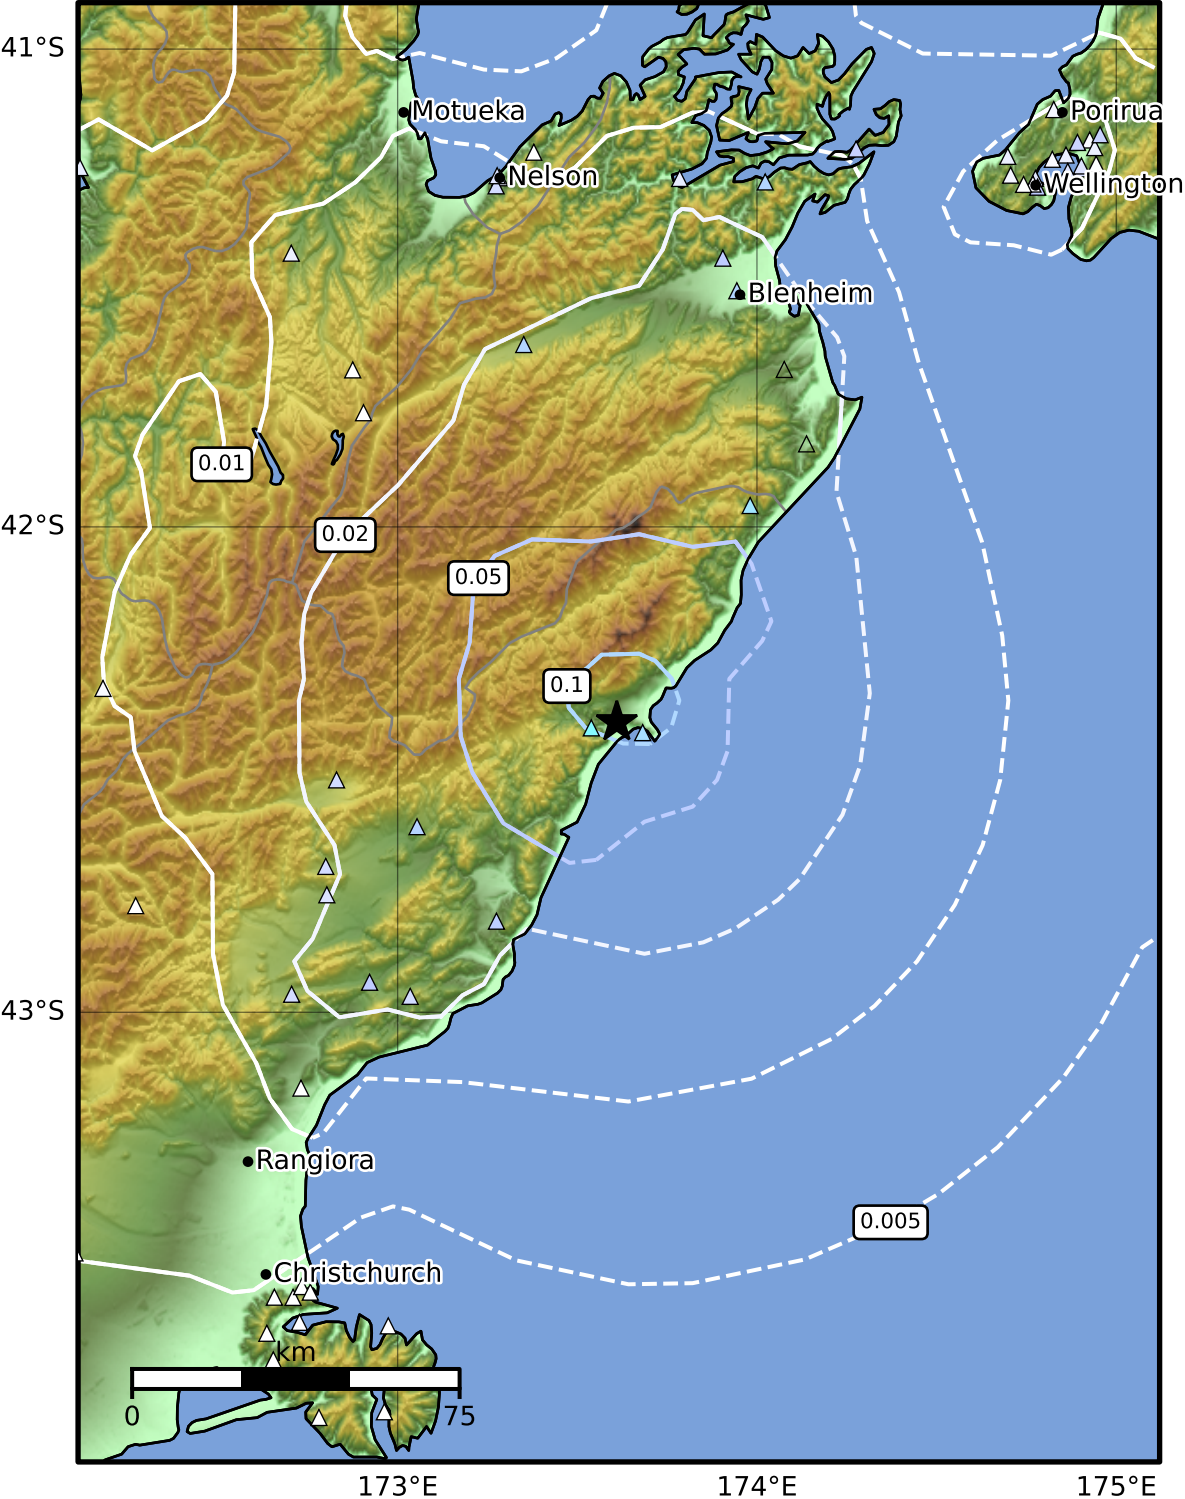 41°S
Motueka
Porirua
Nelson
Wellington
Blenheim
0.01
42°S
0.02
0.05
0.1
43°S
Rangiora
0.005
Christchurch
km
0 75
173°E 174°E 175°E